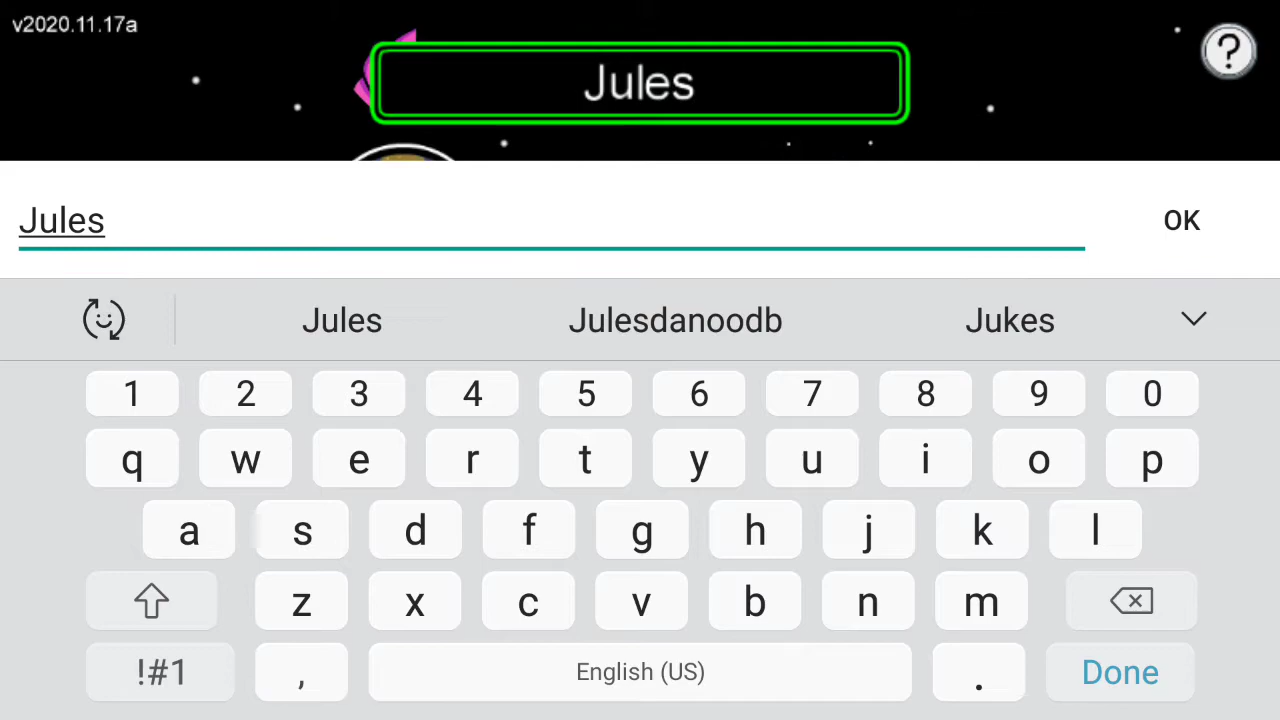 v2020.11.17a
Jules
?
Jules
OK
Jules Julesdanoodb Jukes
1 2 3 4 5 6 7 8 9 0
q w e r t y u i o p
a s d f g h j k l
z x c v b n m
!#1 , English (US) . Done